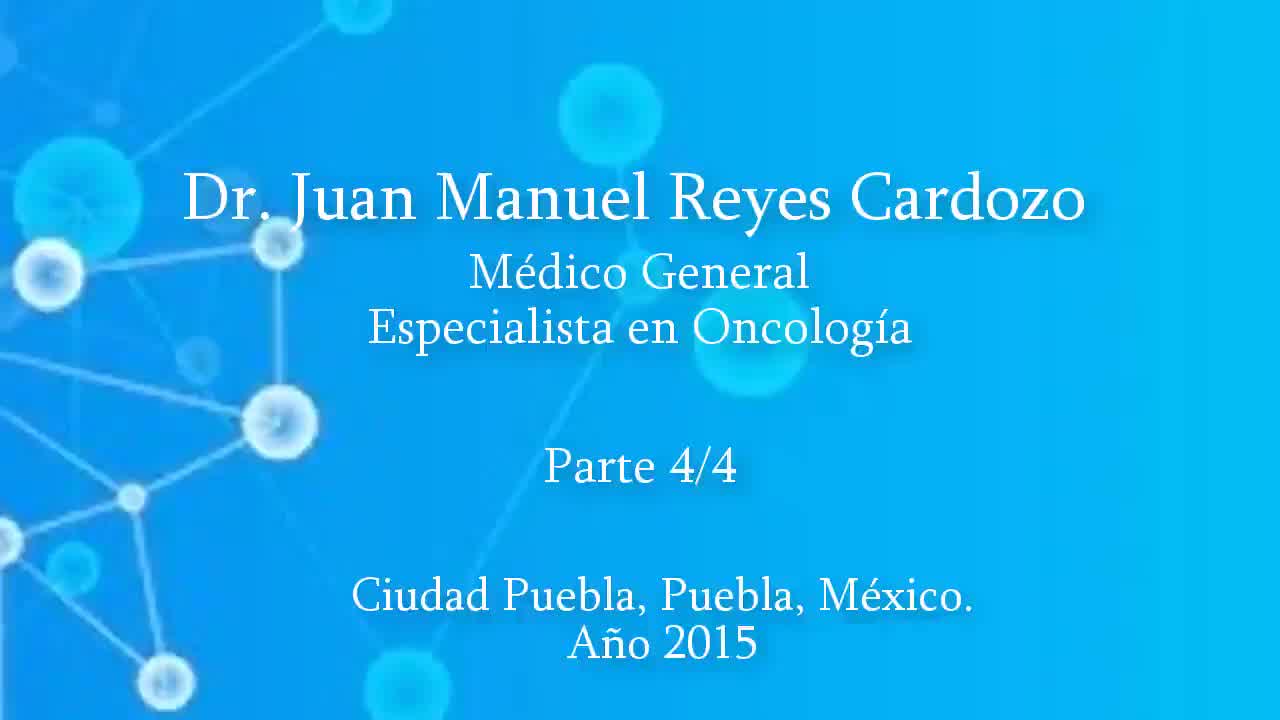 Dr. Juan Manuel Reyes Cardozo
Médico General
Especialista en Oncología
Parte 4/4
Ciudad Puebla, Puebla, México.
Año 2015